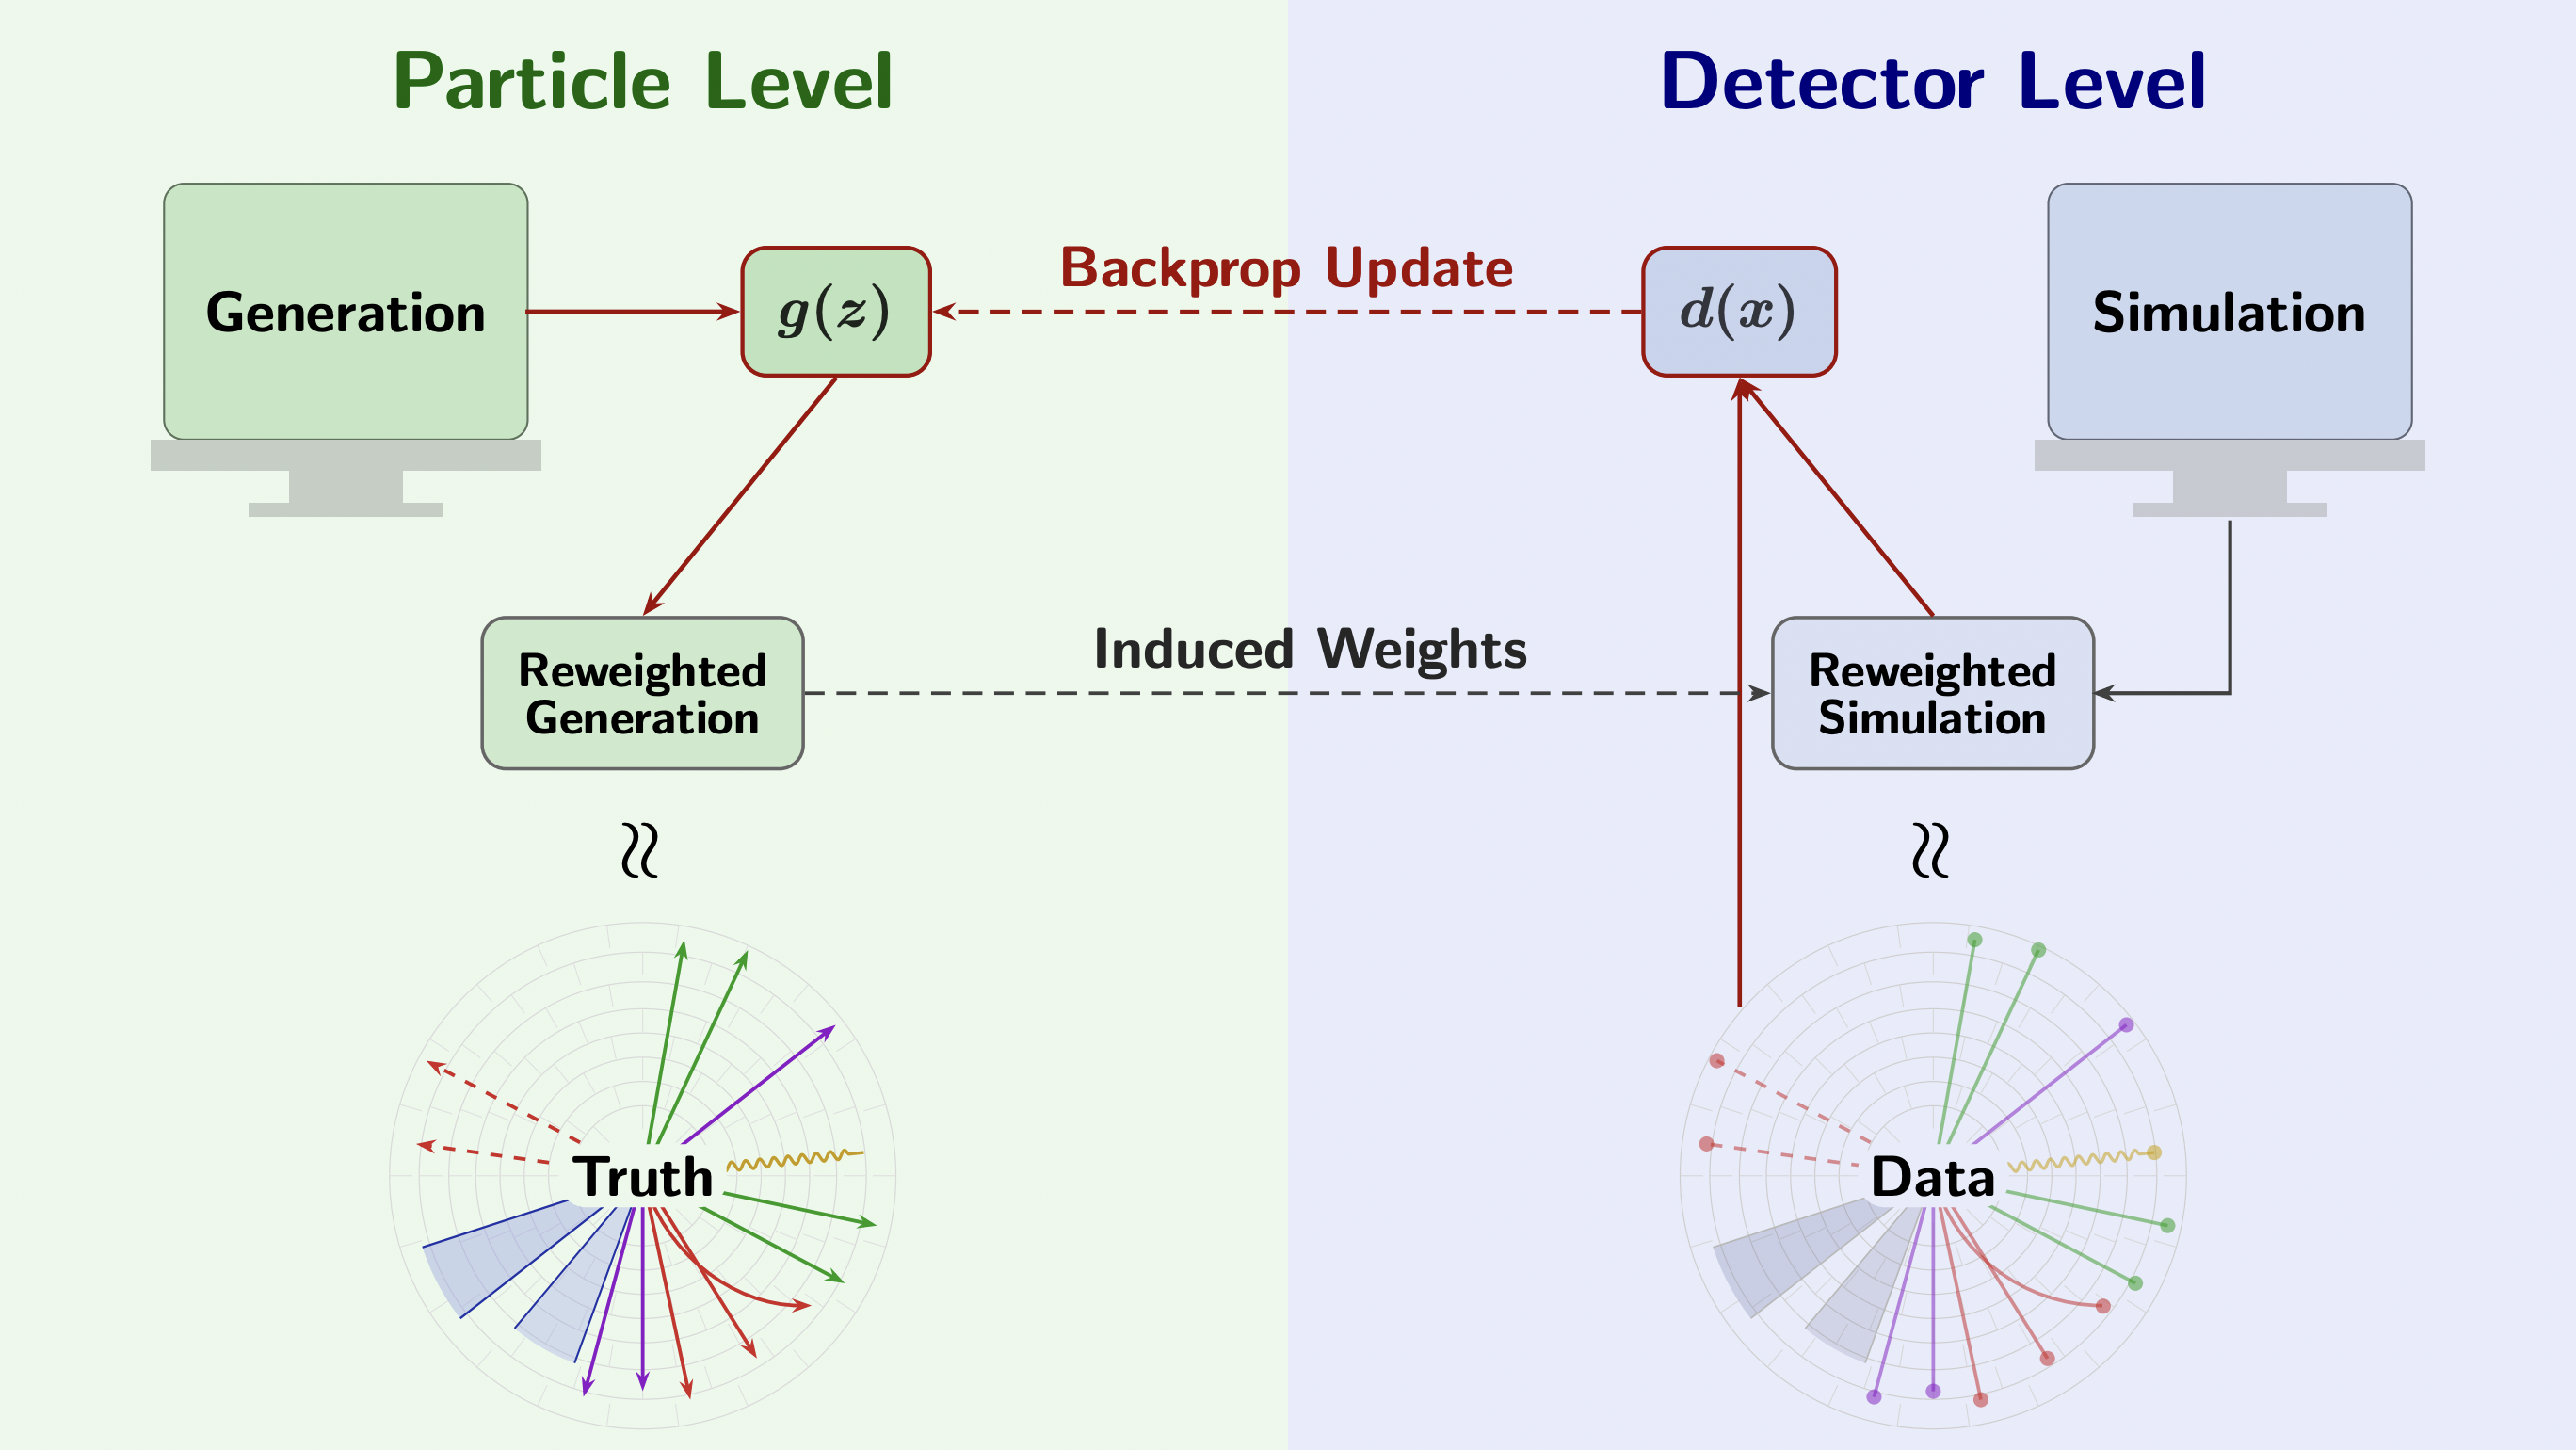 Particle Level
Detector Level
Generation
g(z)
Backprop Update
d(x)
Simulation
Reweighted
Generation
Induced Weights
Reweighted
Simulation
≈
≈
Truth
Data